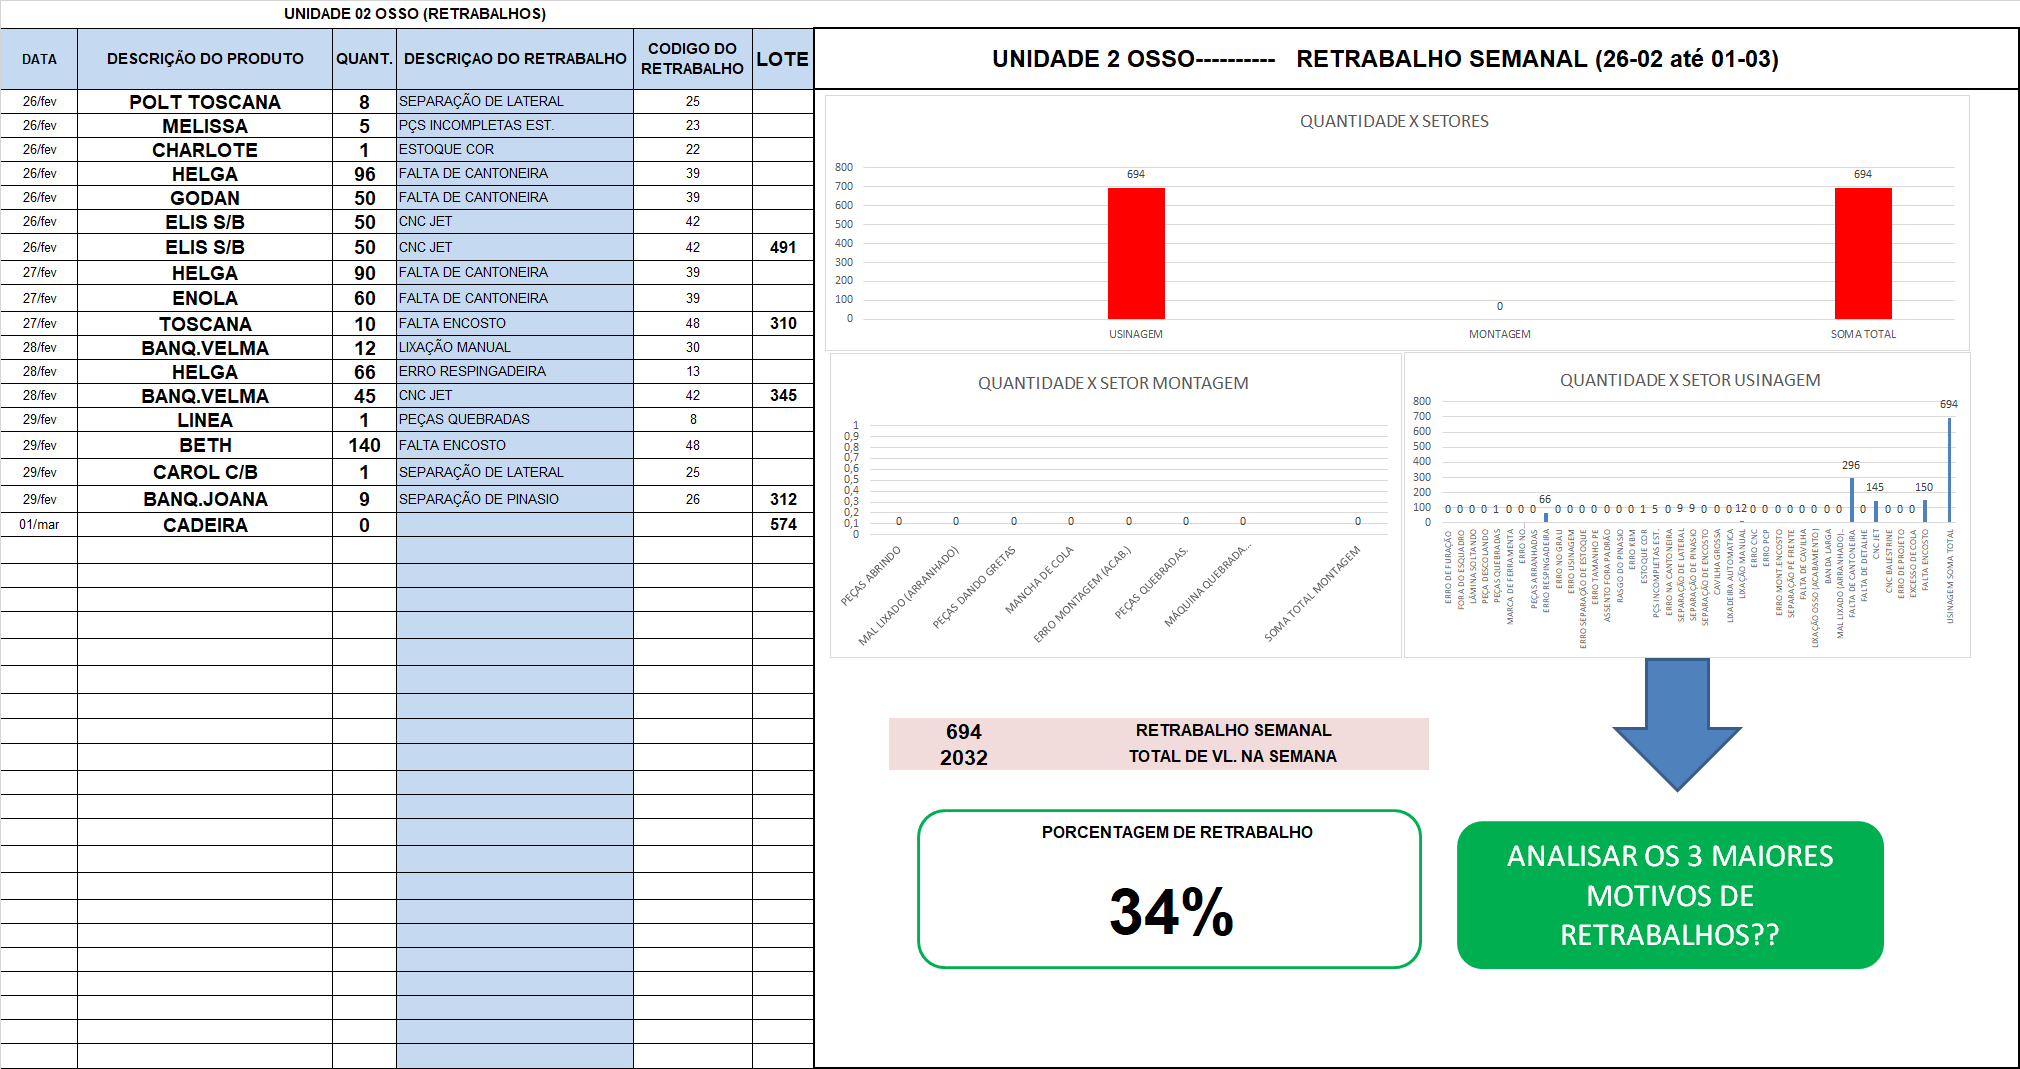 UNIDADE 02 OSSO (RETRABALHOS)
DATA DESCRIÇÃO DO PRODUTO QUANT. DESCRIÇAO DO RETRABALHO CODIGO DO RETRABALHO LOTE
26/fev POLT TOSCANA 8 SEPARAÇÃO DE LATERAL 25
26/fev MELISSA 5 PÇS INCOMPLETAS EST. 23
26/fev CHARLOTE 1 ESTOQUE COR 22
26/fev HELGA 96 FALTA DE CANTONEIRA 39
26/fev GODAN 50 FALTA DE CANTONEIRA 39
26/fev ELIS S/B 50 CNC JET 42
26/fev ELIS S/B 50 CNC JET 42 491
27/fev HELGA 90 FALTA DE CANTONEIRA 39
27/fev ENOLA 60 FALTA DE CANTONEIRA 39
27/fev TOSCANA 10 FALTA ENCOSTO 48 310
28/fev BANQ.VELMA 12 LIXAÇÃO MANUAL 30
28/fev HELGA 66 ERRO RESPINGADEIRA 13
28/fev BANQ.VELMA 45 CNC JET 42 345
29/fev LINEA 1 PEÇAS QUEBRADAS 8
29/fev BETH 140 FALTA ENCOSTO 48
29/fev CAROL C/B 1 SEPARAÇÃO DE LATERAL 25
29/fev BANQ.JOANA 9 SEPARAÇÃO DE PINASIO 26 312
01/mar CADEIRA 0 574
UNIDADE 2 OSSO---------- RETRABALHO SEMANAL (26-02 até 01-03)
QUANTIDADE X SETORES
800
700
600
500
400
300
200
100
0
694
0
694
USINAGEM MONTAGEM SOMA TOTAL
QUANTIDADE X SETOR MONTAGEM
1
0,9
0,8
0,7
0,6
0,5
0,4
0,3
0,2
0,1
0
0 0 0 0 0 0 0 0
PEÇAS ABRINDO
MAL LIXADO (ARRANHADO)
PEÇAS DANDO GRETAS
MANCHA DE COLA
ERRO MONTAGEM (ACAB.)
PEÇAS QUEBRADAS.
MÁQUINA QUEBRADA...
SOMA TOTAL MONTAGEM
QUANTIDADE X SETOR USINAGEM
800
700
600
500
400
300
200
100
0
0 0 0 0 1 0 0 0 66 0 0 0 0 0 0 0 1 5 0 9 9 0 0 0 12 0 0 0 0 0 0 0 0 296 0 145 0 0 0 150 694
ERRO DE FURAÇÃO
FORA DO ESQUADRO
LÂMINA SOLTANDO
PEÇA DESCOLANDO
PEÇAS QUEBRADAS
MARCA DE FERRAMENTA
ERRO NO
PEÇAS ARRANHADAS
ERRO RESPINGADEIRA
ERRO NO GRAU
ERRO USINAGEM
ERRO SEPARAÇÃO DE ESTOQUE
ERRO TAMANHO PE
ASSENTO FORA PADRÃO
RASGO DO PINASIO
ERRO KBM
ESTOQUE COR
PÇS INCOMPLETAS EST.
ERRO NA CANTONEIRA
SEPARAÇÃO DE LATERAL
SEPARAÇÃO DE PINASIO
SEPARAÇÃO DE ENCOSTO
CAVILHA GROSSA
LIXADEIRA AUTOMATICA
LIXAÇÃO MANUAL
ERRO CNC
ERRO PCP
ERRO MONT.ENCOSTO
SEPARAÇÃO PE FRENTE
FALTA DE CAVILHA
LIXAÇÃO OSSO (ACABAMENTO)
BANDA LARGA
MAL LIXADO (ARRANHADO)...
FALTA DE CANTONEIRA
FALTA DE DETALHE
CNC JET
CNC BALESTRINE
ERRO DE PROJETO
EXCESSO DE COLA
FALTA ENCOSTO
USINAGEM SOMA TOTAL
694 RETRABALHO SEMANAL
2032 TOTAL DE VL. NA SEMANA
PORCENTAGEM DE RETRABALHO
34%
ANALISAR OS 3 MAIORES
MOTIVOS DE
RETRABALHOS??